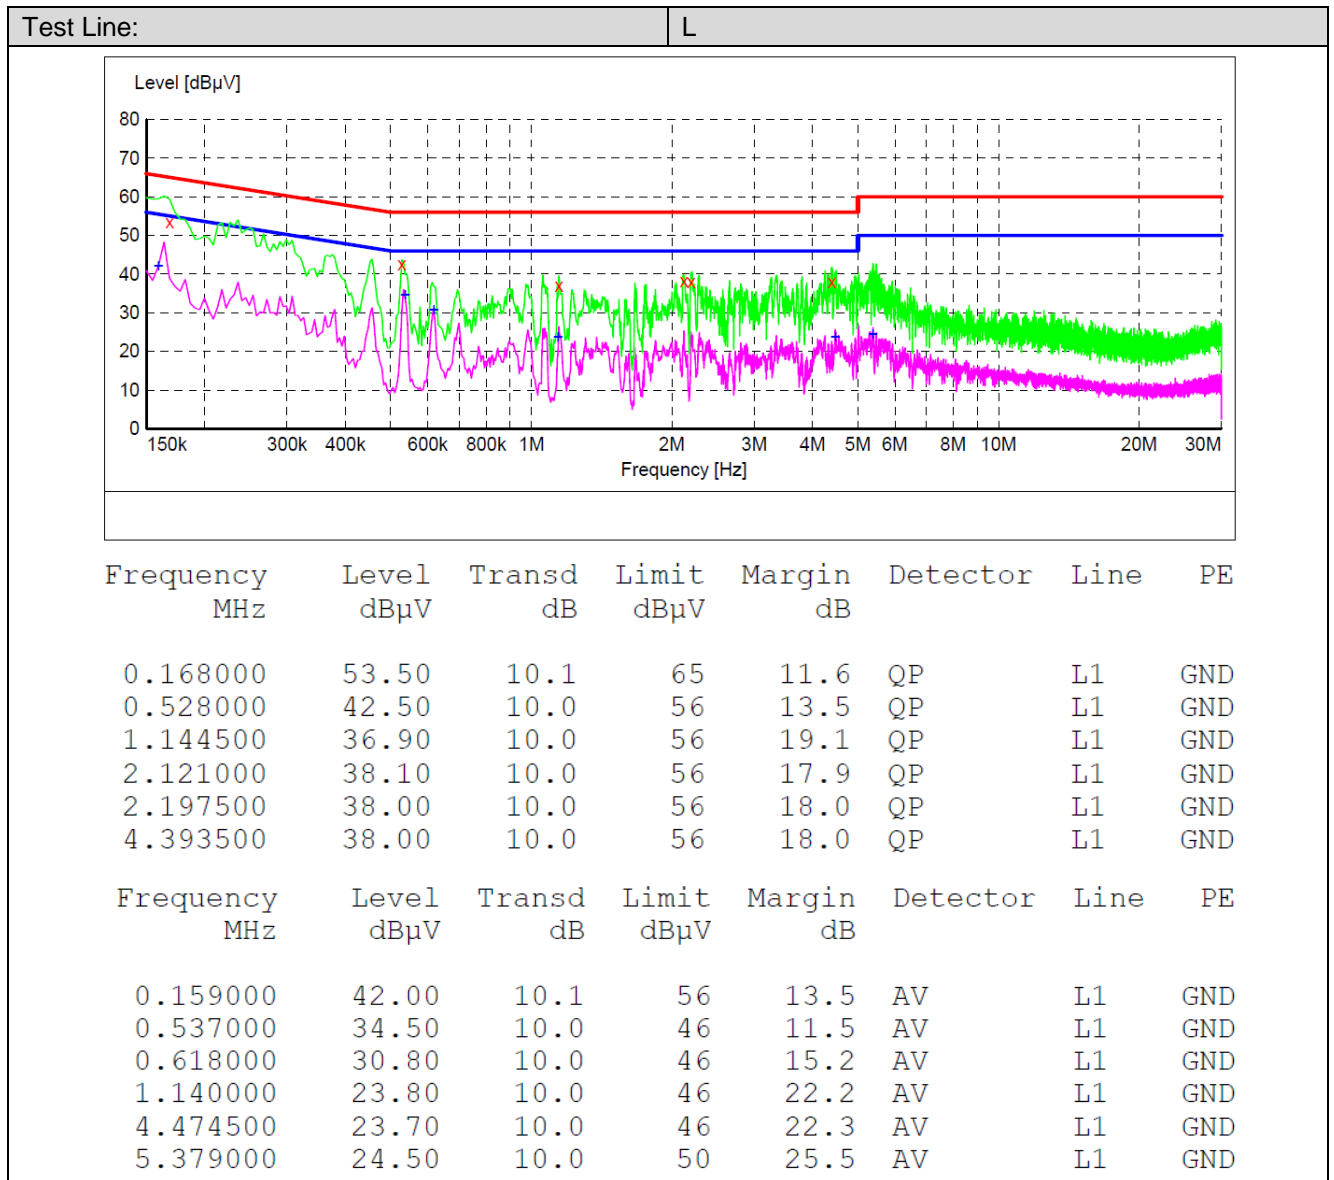 Test Line: L
Level [dBµV]
80
70
60
50
40
30
20
10
0
150k 300k 400k 600k 800k 1M 2M 3M 4M 5M 6M 8M 10M 20M 30M
Frequency [Hz]
Frequency Level Transd Limit Margin Detector Line PE
MHz dBµV dB dBµV dB
0.168000 53.50 10.1 65 11.6 QP L1 GND
0.528000 42.50 10.0 56 13.5 QP L1 GND
1.144500 36.90 10.0 56 19.1 QP L1 GND
2.121000 38.10 10.0 56 17.9 QP L1 GND
2.197500 38.00 10.0 56 18.0 QP L1 GND
4.393500 38.00 10.0 56 18.0 QP L1 GND
Frequency Level Transd Limit Margin Detector Line PE
MHz dBµV dB dBµV dB
0.159000 42.00 10.1 56 13.5 AV L1 GND
0.537000 34.50 10.0 46 11.5 AV L1 GND
0.618000 30.80 10.0 46 15.2 AV L1 GND
1.140000 23.80 10.0 46 22.2 AV L1 GND
4.474500 23.70 10.0 46 22.3 AV L1 GND
5.379000 24.50 10.0 50 25.5 AV L1 GND